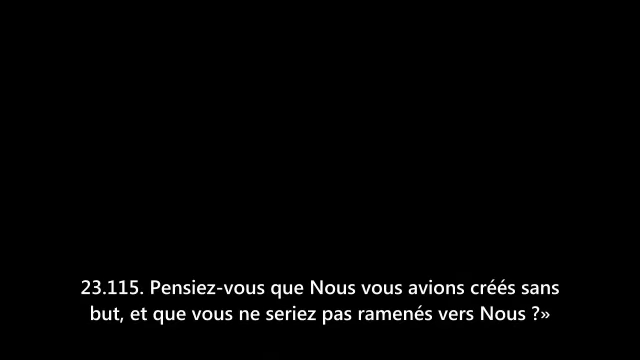 23.115. Pensiez-vous que Nous vous avions créés sans
but, et que vous ne seriez pas ramenés vers Nous ?»